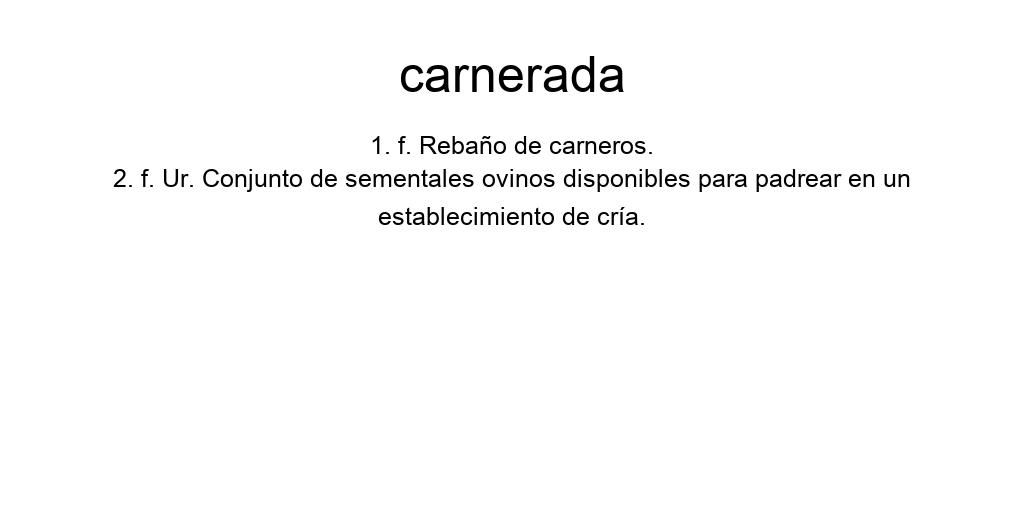 carnerada
1. f. Rebaño de carneros.
2. f. Ur. Conjunto de sementales ovinos disponibles para padrear en un
establecimiento de cría.